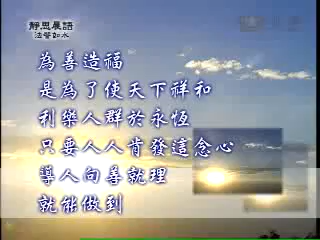 靜思晨語
法譬如水
為善造福
是為了使天下祥和
利樂人群於永恆
只要人人肯發這念心
導人向善就理
就能做到